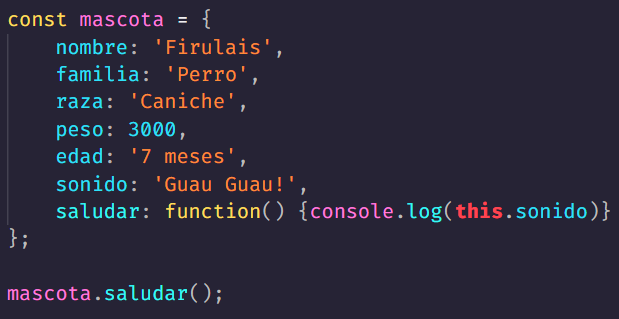 const mascota = {
    nombre: 'Firulais',
    familia: 'Perro',
    raza: 'Caniche',
    peso: 3000,
    edad: '7 meses',
    sonido: 'Guau Guau!',
    saludar: function() {console.log(this.sonido)}
};

mascota.saludar();